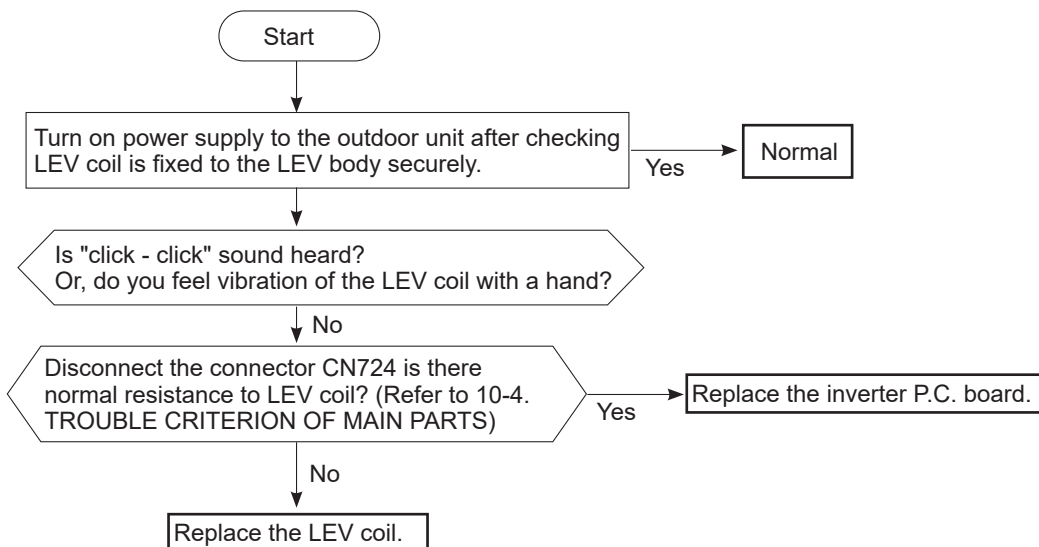 Start
Turn on power supply to the outdoor unit after checking
LEV coil is fixed to the LEV body securely.
Yes
Normal
Is "click - click" sound heard?
Or, do you feel vibration of the LEV coil with a hand?
No
Disconnect the connector CN724 is there
normal resistance to LEV coil? (Refer to 10-4.
TROUBLE CRITERION OF MAIN PARTS)
Yes
Replace the inverter P.C. board.
No
Replace the LEV coil.